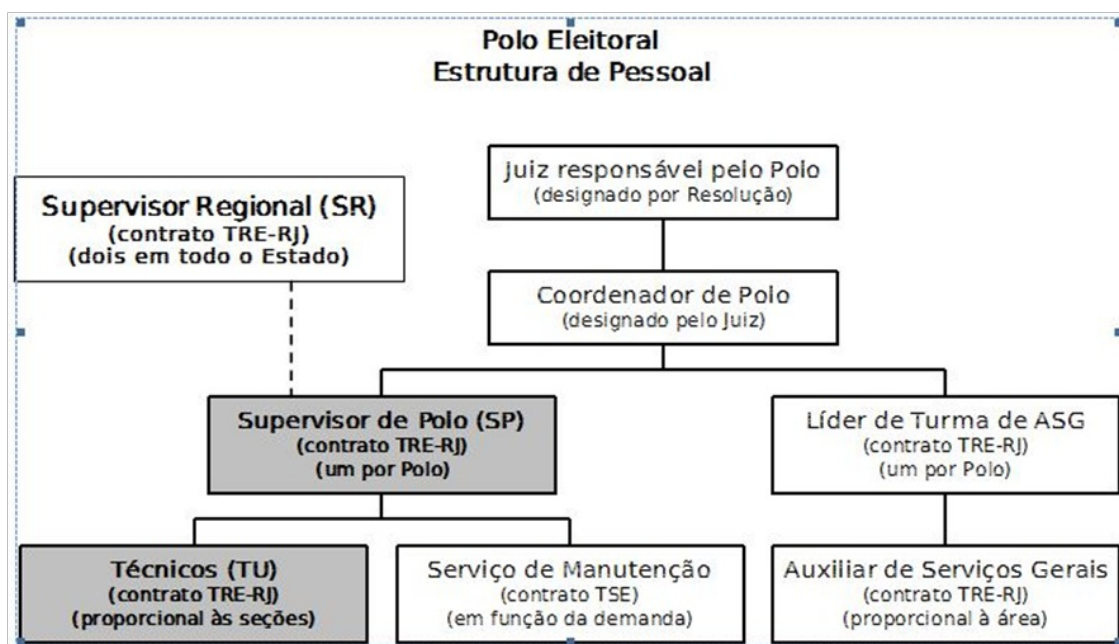 Polo Eleitoral
Estrutura de Pessoal
Juiz responsável pelo Polo
(designado por Resolução)
Supervisor Regional (SR)
(contrato TRE-RJ)
(dois em todo o Estado)
Coordenador de Polo
(designado pelo Juiz)
Supervisor de Polo (SP)
(contrato TRE-RJ)
(um por Polo)
Líder de Turma de ASG
(contrato TRE-RJ)
(um por Polo)
Técnicos (TU)
(contrato TRE-RJ)
(proporcional às seções)
Serviço de Manutenção
(contrato TSE)
(em função da demanda)
Auxiliar de Serviços Gerais
(contrato TRE-RJ)
(proporcional à área)